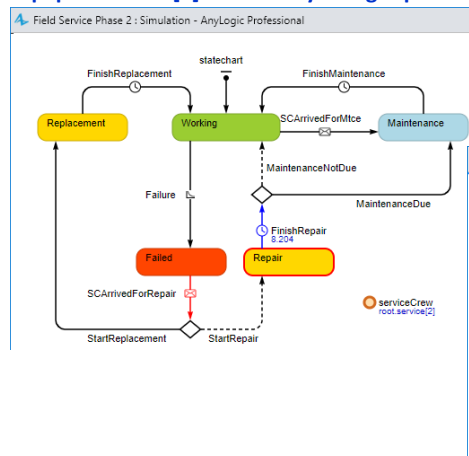 Field Service Phase 2 : Simulation - AnyLogic Professional
statechart
FinishReplacement
FinishMaintenance
Replacement
Working
SCArrivedForMtce
Maintenance
MaintenanceNotDue
Failure
MaintenanceDue
FinishRepair
8.204
Failed
Repair
SCArrivedForRepair
serviceCrew
root.service[2]
StartReplacement
StartRepair